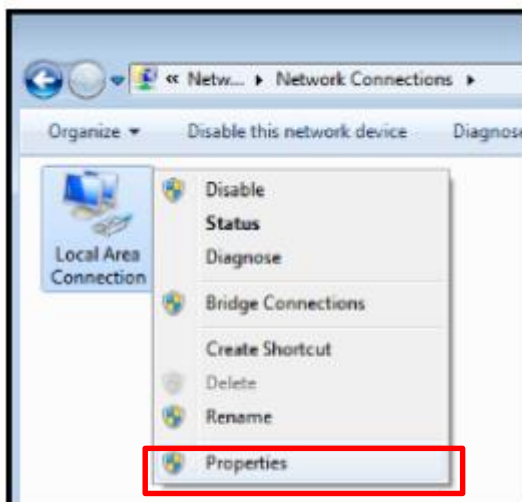 « Netw... ▸ Network Connections ▸
Organize ▾ Disable this network device Diagnose
Local Area
Connection
Disable
Status
Diagnose
Bridge Connections
Create Shortcut
Delete
Rename
Properties